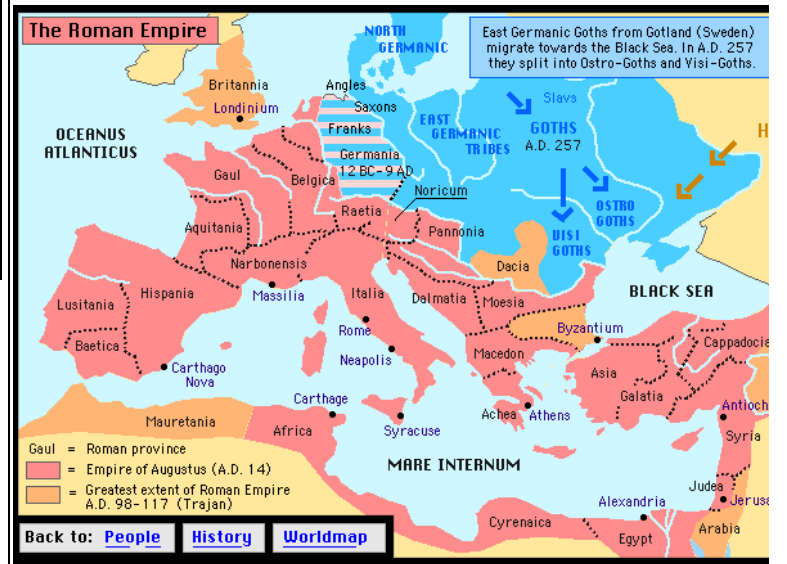 The Roman Empire
East Germanic Goths from Gotland (Sweden)
migrate towards the Black Sea. In A.D. 257
they split into Ostro-Goths and Visi-Goths.
NORTH
GERMANIC
Britannia
Londinium
Angles
Saxons
Franks
Germania
12 BC-9 AD
EAST
GERMANIC
TRIBES
Slavs
GOTHS
A.D. 257
H
OCEANUS
ATLANTICUS
Gaul
Belgica
Noricum
OSTRO
GOTHS
VISI
GOTHS
Raetia
Pannonia
Aquitania
Narbonensis
Dacia
BLACK SEA
Hispania
Massilia
Italia
Dalmatia
Moesia
Lusitania
Rome
Byzantium
Baetica
Neapolis
Macedon
Cappadocia
Carthago
Nova
Asia
Galatia
Carthage
Antioch
Mauretania
Africa
Syracuse
Achea
Athens
Syria
Gaul = Roman province
= Empire of Augustus (A.D. 14)
= Greatest extent of Roman Empire
A.D. 98-117 (Trajan)
MARE INTERNUM
Judea
Jerusa
Alexandria
Cyrenaica
Egypt
Arabia
Back to: People
History
Worldmap